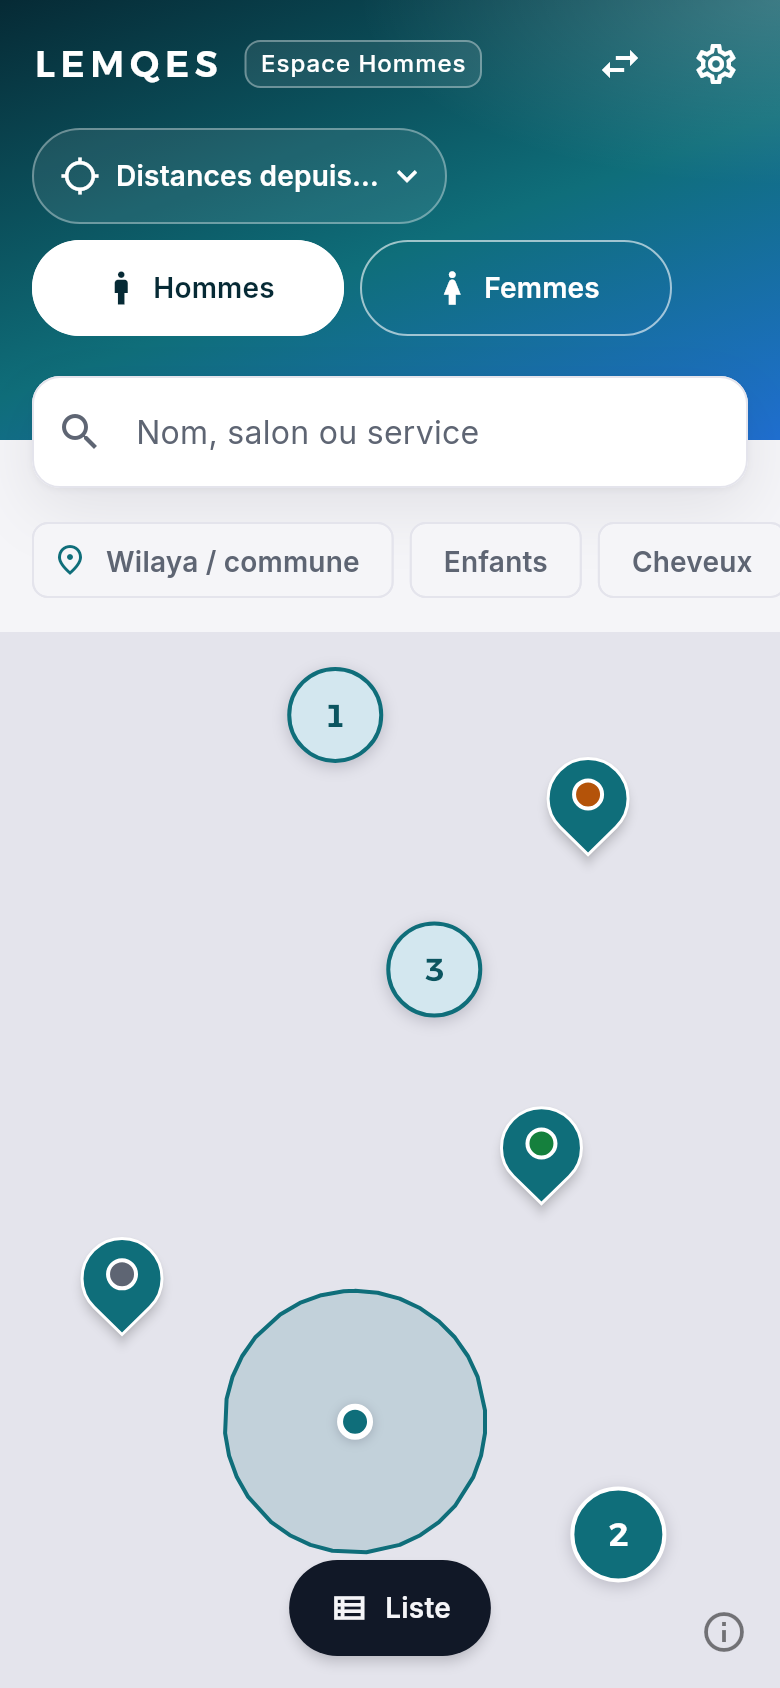 LEMQES
Espace Hommes
Distances depuis...
Hommes
Femmes
Nom, salon ou service
Wilaya / commune
Enfants
Cheveux
1
3
2
Liste